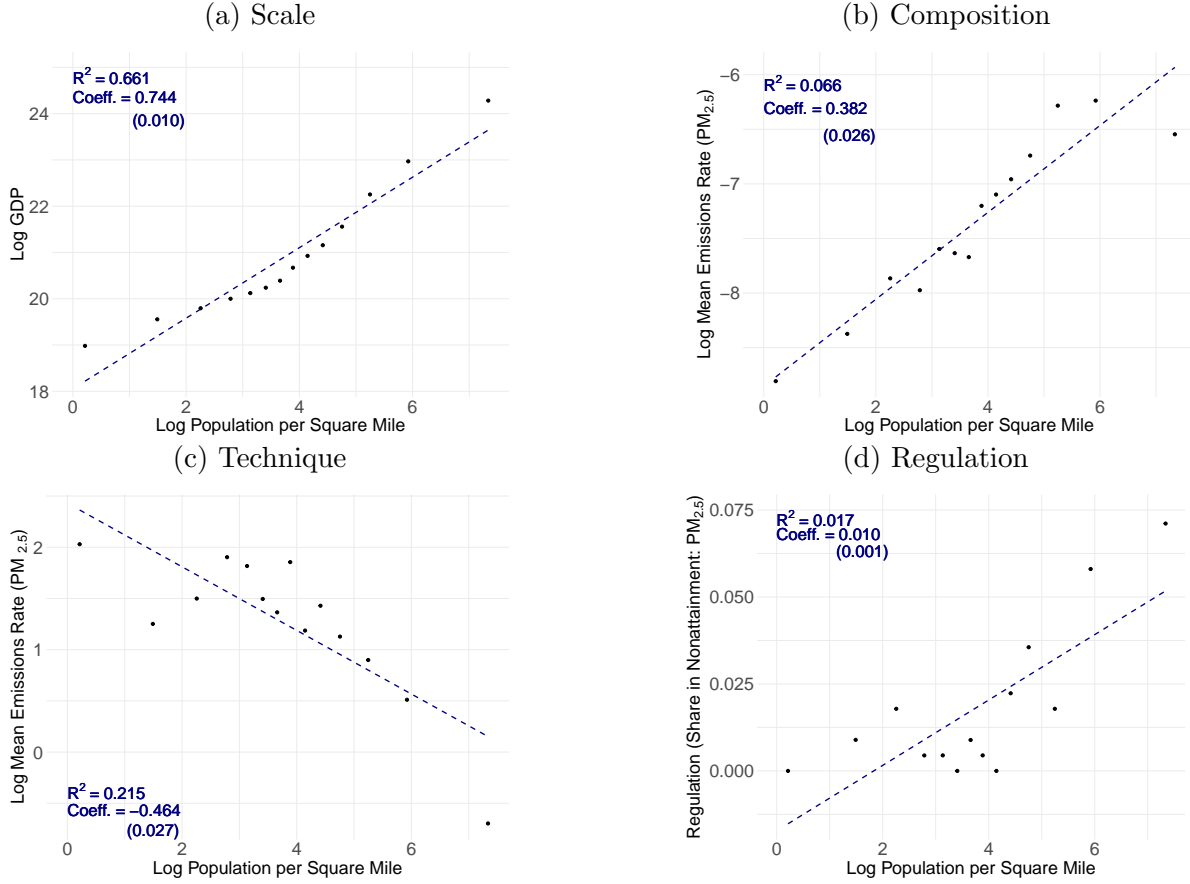 (a) Scale
R² = 0.661
Coeff. = 0.744
(0.010)
24
22
20
18
Log GDP
0 2 4 6
Log Population per Square Mile
(b) Composition
R² = 0.066
Coeff. = 0.382
(0.026)
−6
−7
−8
Log Mean Emissions Rate (PM2.5)
0 2 4 6
Log Population per Square Mile
(c) Technique
2
1
0
Log Mean Emissions Rate (PM 2.5)
R² = 0.215
Coeff. = −0.464
(0.027)
0 2 4 6
Log Population per Square Mile
(d) Regulation
R² = 0.017
Coeff. = 0.010
(0.001)
0.075
0.050
0.025
0.000
Regulation (Share in Nonattainment: PM2.5)
0 2 4 6
Log Population per Square Mile